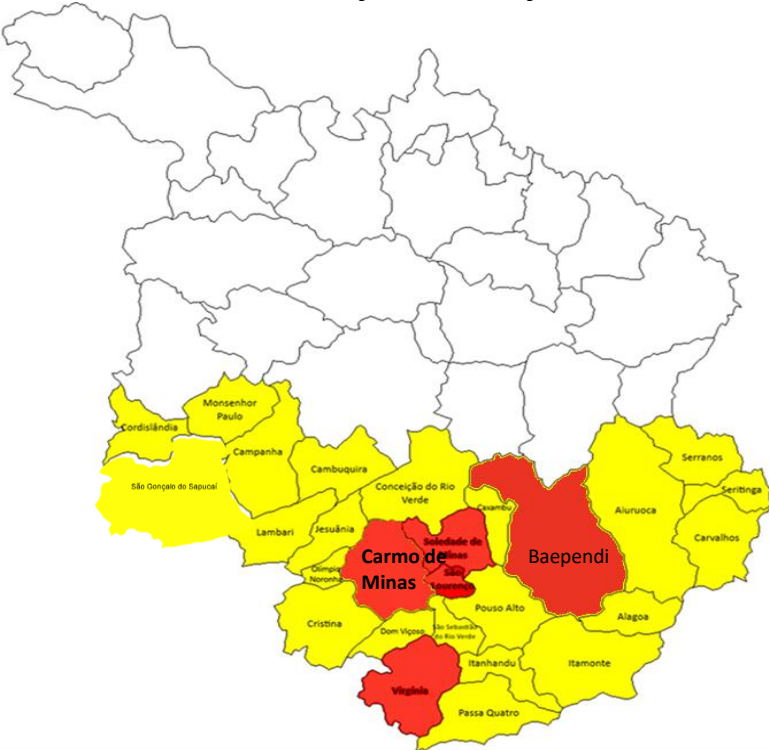 Monsenhor
Paulo
Cordislândia
Campanha
Serranos
Cambuquira
São Gonçalo do Sapucaí
Conceição do Rio
Verde
Seritinga
Caxambu
Aiuruoca
Lambari
Jesuânia
Carvalhos
Soledade de
Minas
Carmo de
Minas
Baependi
Olímpio
Noronha
São
Lourenço
Pouso Alto
Alagoa
Cristina
Dom Viçoso
São Sebastião
do Rio Verde
Itanhandu
Itamonte
Virgínia
Passa Quatro